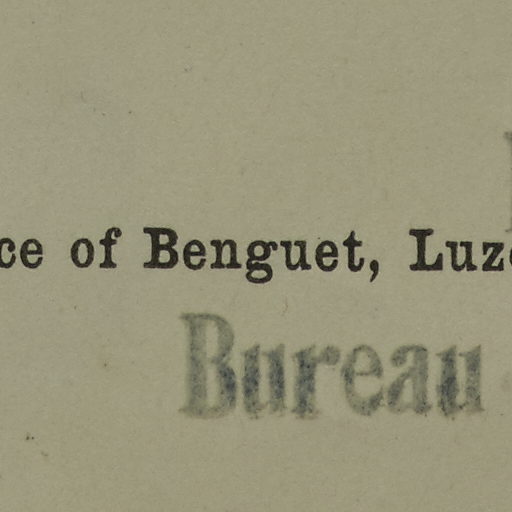 ce of Benguet, Luz
Bureau